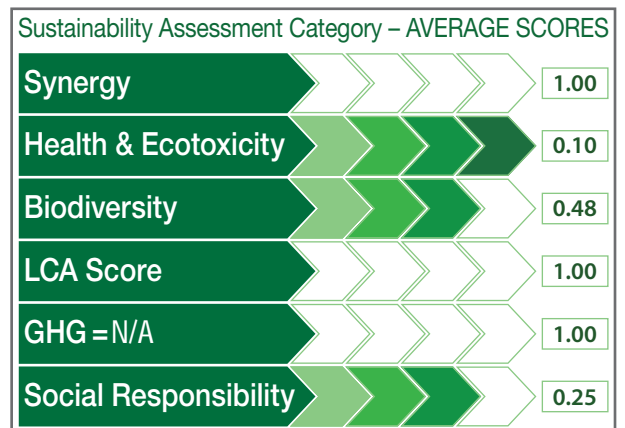 Sustainability Assessment Category – AVERAGE SCORES
Synergy 1.00
Health & Ecotoxicity 0.10
Biodiversity 0.48
LCA Score 1.00
GHG = N/A 1.00
Social Responsibility 0.25